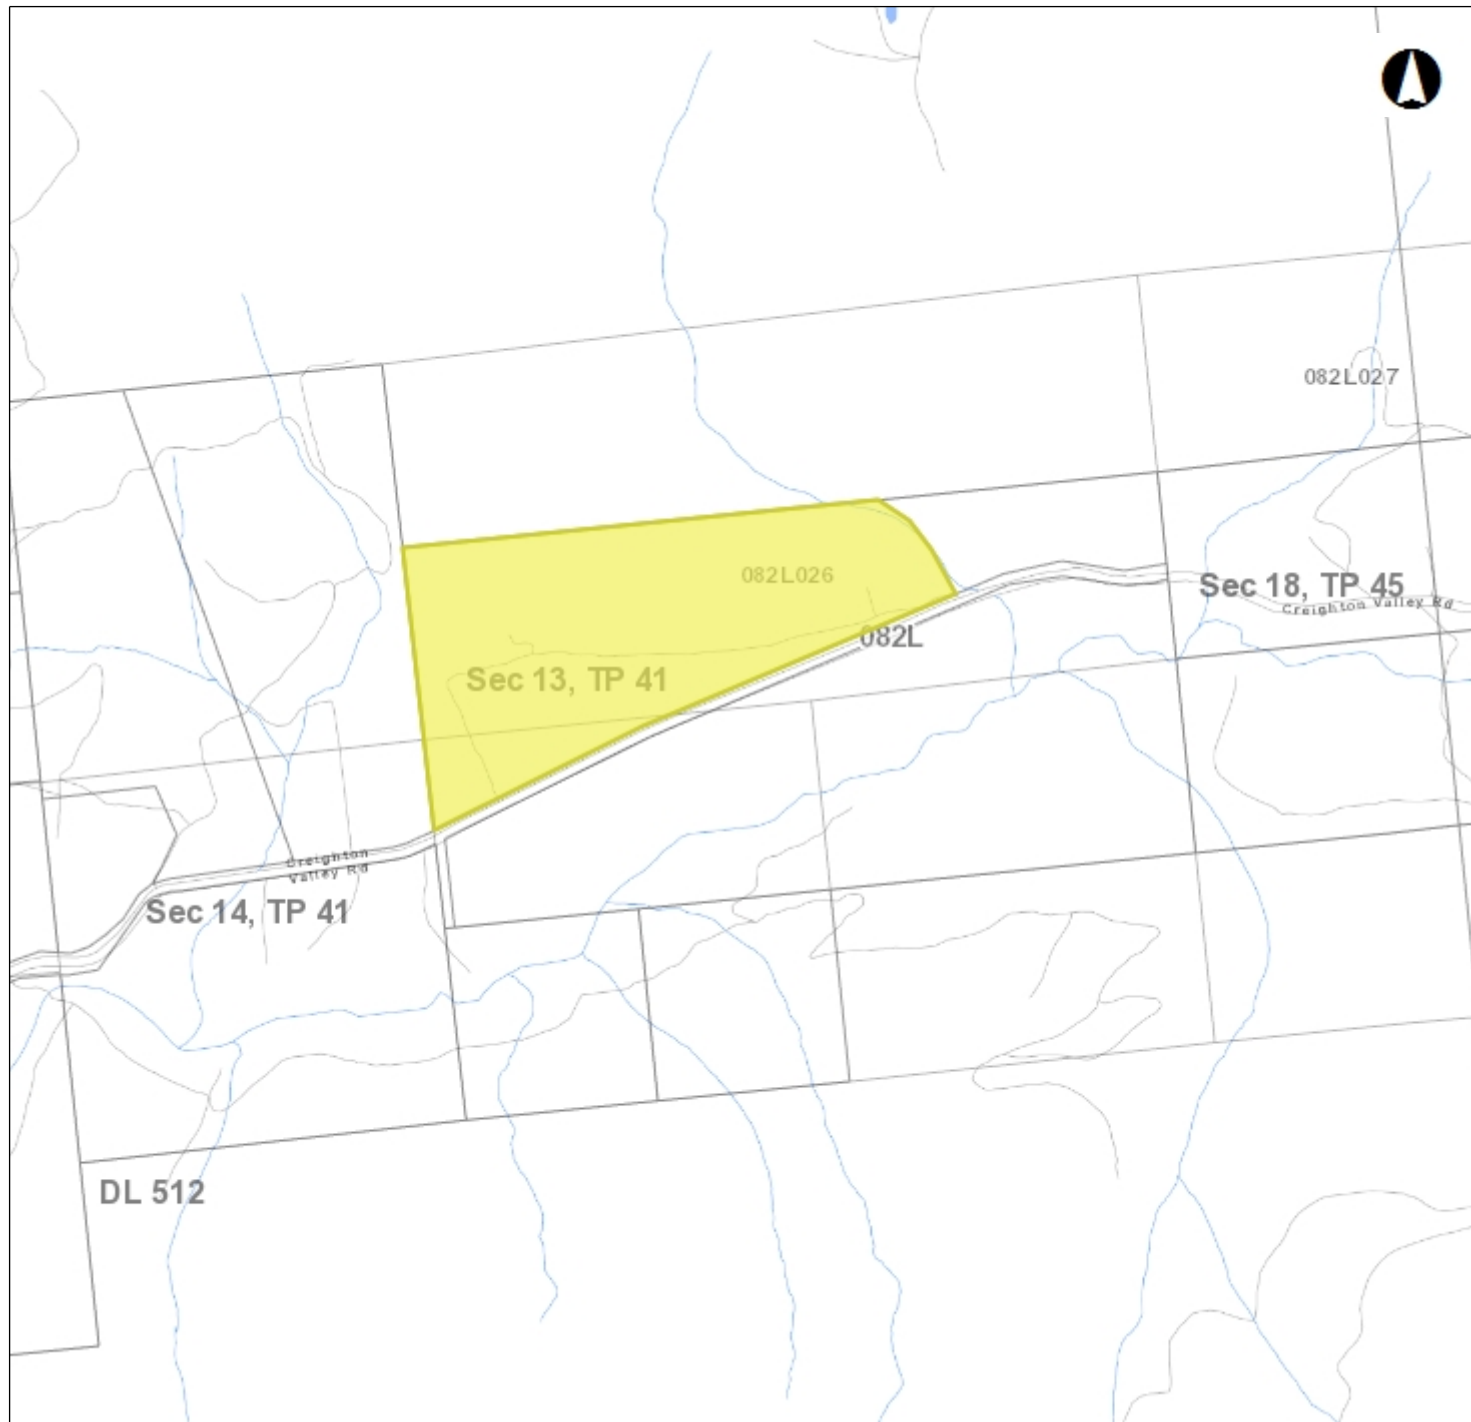 082L027
082L026
Sec 18, TP 45
Creighton Valley Rd
082L
Sec 13, TP 41
Creighton
Valley Rd
Sec 14, TP 41
DL 512